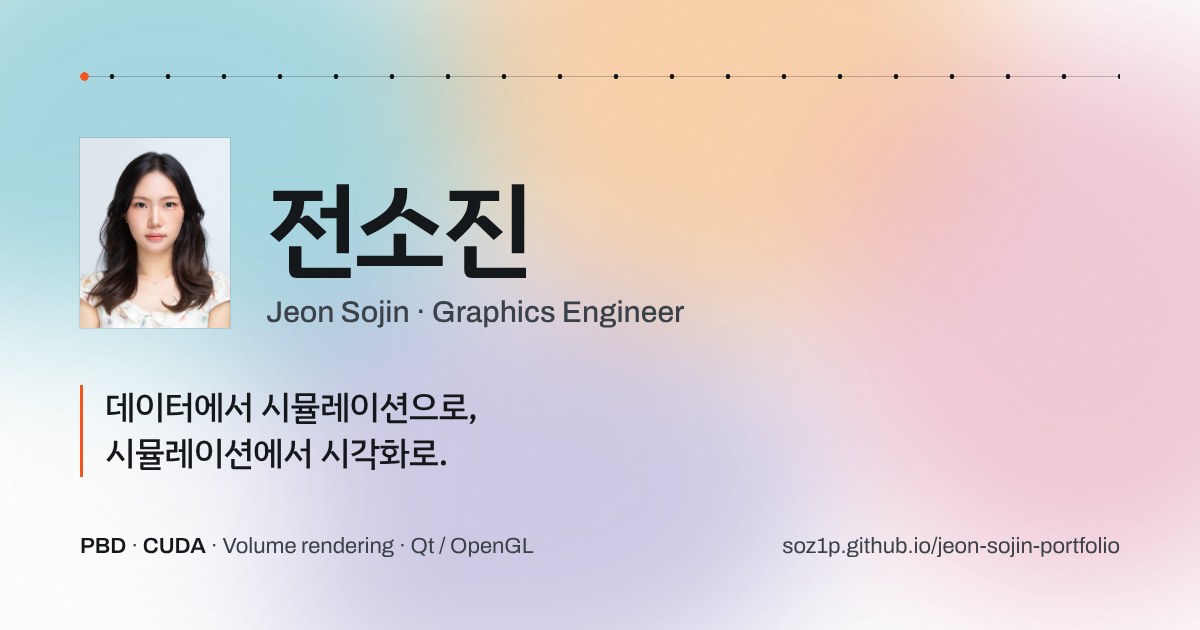 전소진
Jeon Sojin · Graphics Engineer
데이터에서 시뮬레이션으로,
시뮬레이션에서 시각화로.
PBD · CUDA · Volume rendering · Qt / OpenGL
soz1p.github.io/jeon-sojin-portfolio